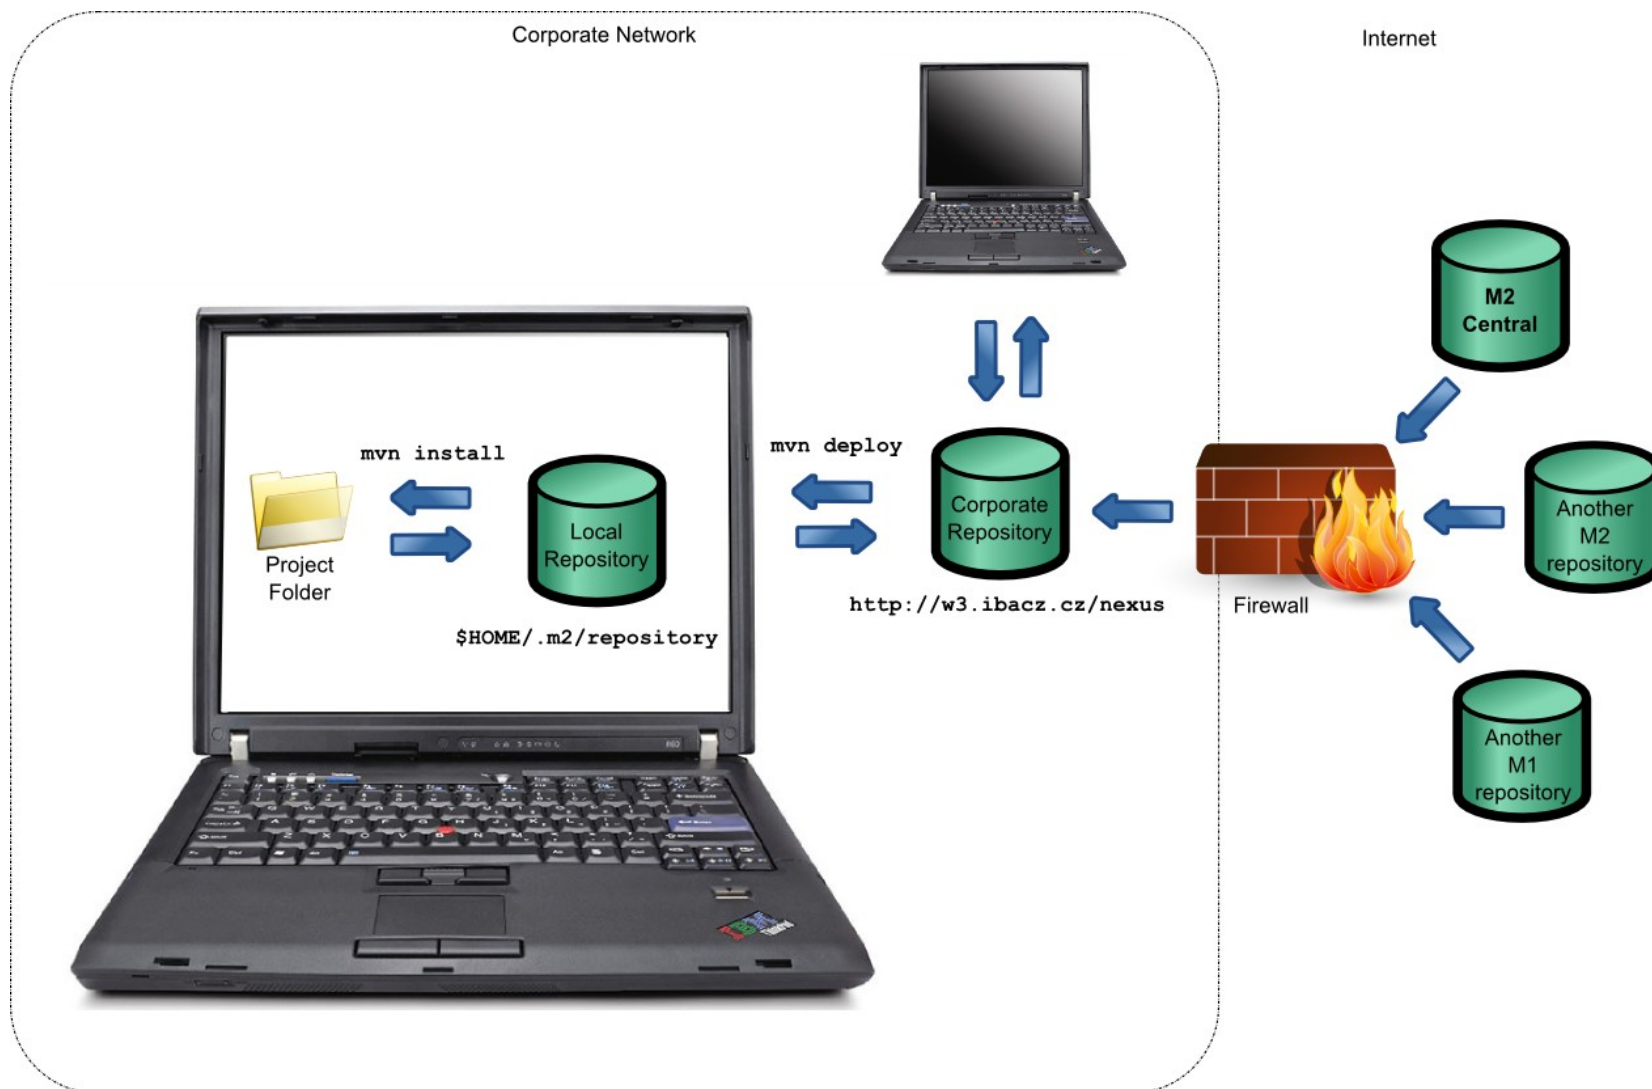 Corporate Network
Internet
M2
Central
mvn install
mvn deploy
Project
Folder
Local
Repository
$HOME/.m2/repository
Corporate
Repository
http://w3.ibacz.cz/nexus
Firewall
Another
M2
repository
Another
M1
repository